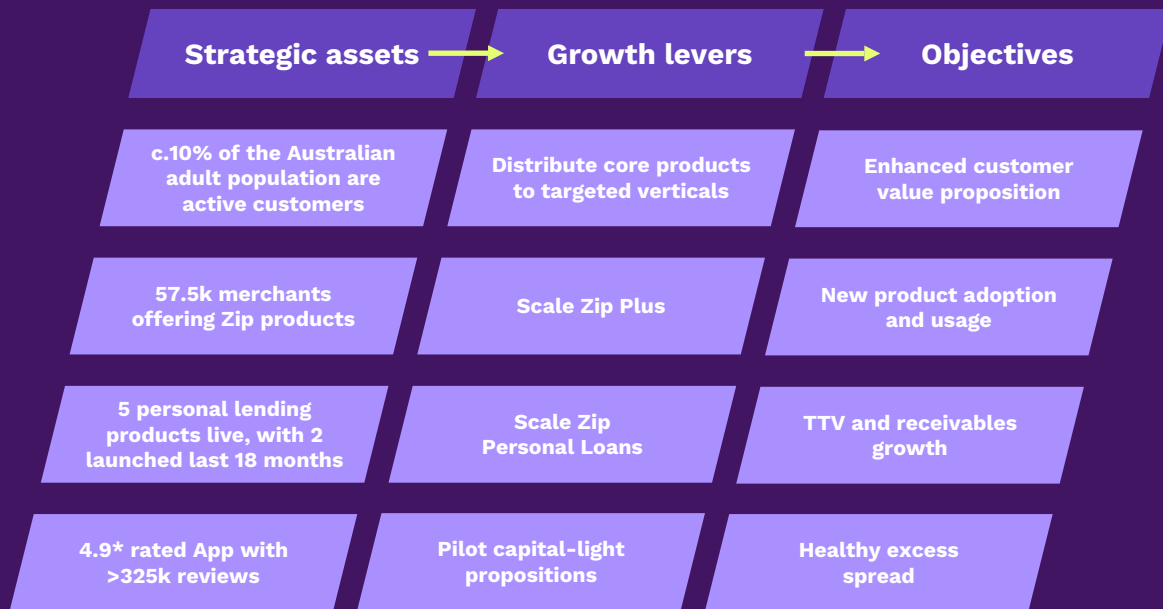 Strategic assets
Growth levers
Objectives
c.10% of the Australian
adult population are
active customers
Distribute core products
to targeted verticals
Enhanced customer
value proposition
57.5k merchants
offering Zip products
Scale Zip Plus
New product adoption
and usage
5 personal lending
products live, with 2
launched last 18 months
Scale Zip
Personal Loans
TTV and receivables
growth
4.9* rated App with
>325k reviews
Pilot capital-light
propositions
Healthy excess
spread